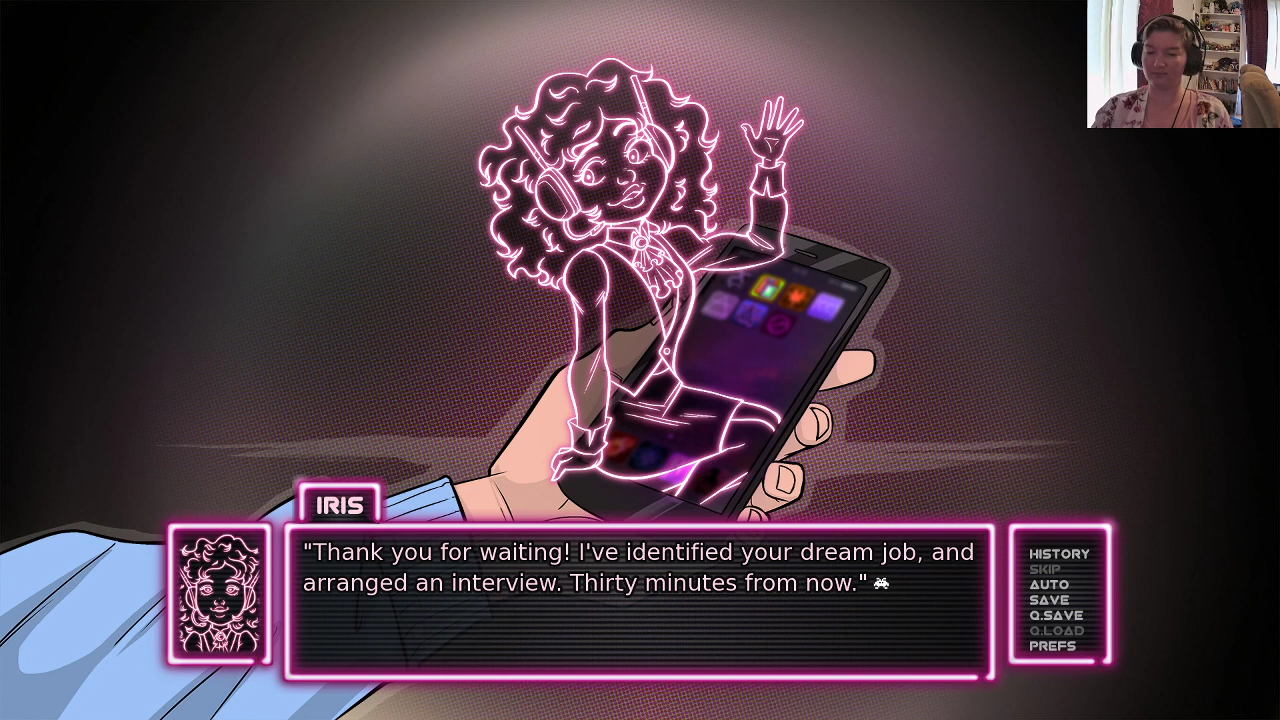 IRIS
"Thank you for waiting! I've identified your dream job, and
arranged an interview. Thirty minutes from now."
HISTORY
SKIP
AUTO
SAVE
Q.SAVE
Q.LOAD
PREFS